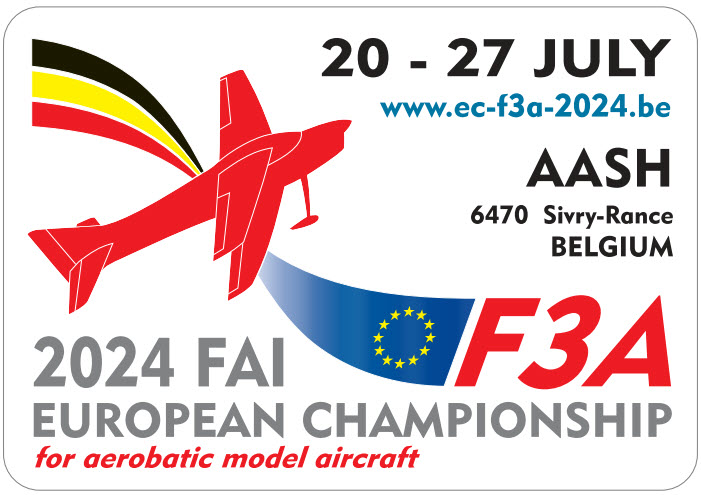 20 - 27 JULY
www.ec-f3a-2024.be
AASH
6470 Sivry-Rance
BELGIUM
F3A
2024 FAI
EUROPEAN CHAMPIONSHIP
for aerobatic model aircraft